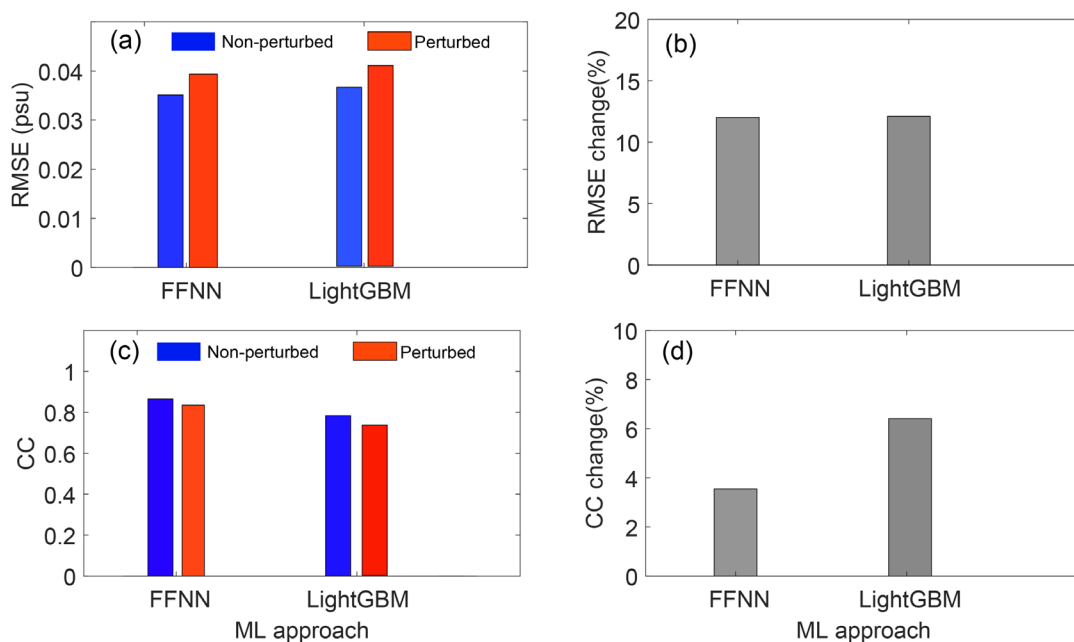 (a)
Non-perturbed
Perturbed
RMSE (psu)
0.04
0.03
0.02
0.01
0
FFNN
LightGBM
(b)
RMSE change(%)
20
15
10
5
0
FFNN
LightGBM
(c)
Non-perturbed
Perturbed
CC
1
0.8
0.6
0.4
0.2
0
FFNN
LightGBM
ML approach
(d)
CC change(%)
10
8
6
4
2
0
FFNN
LightGBM
ML approach